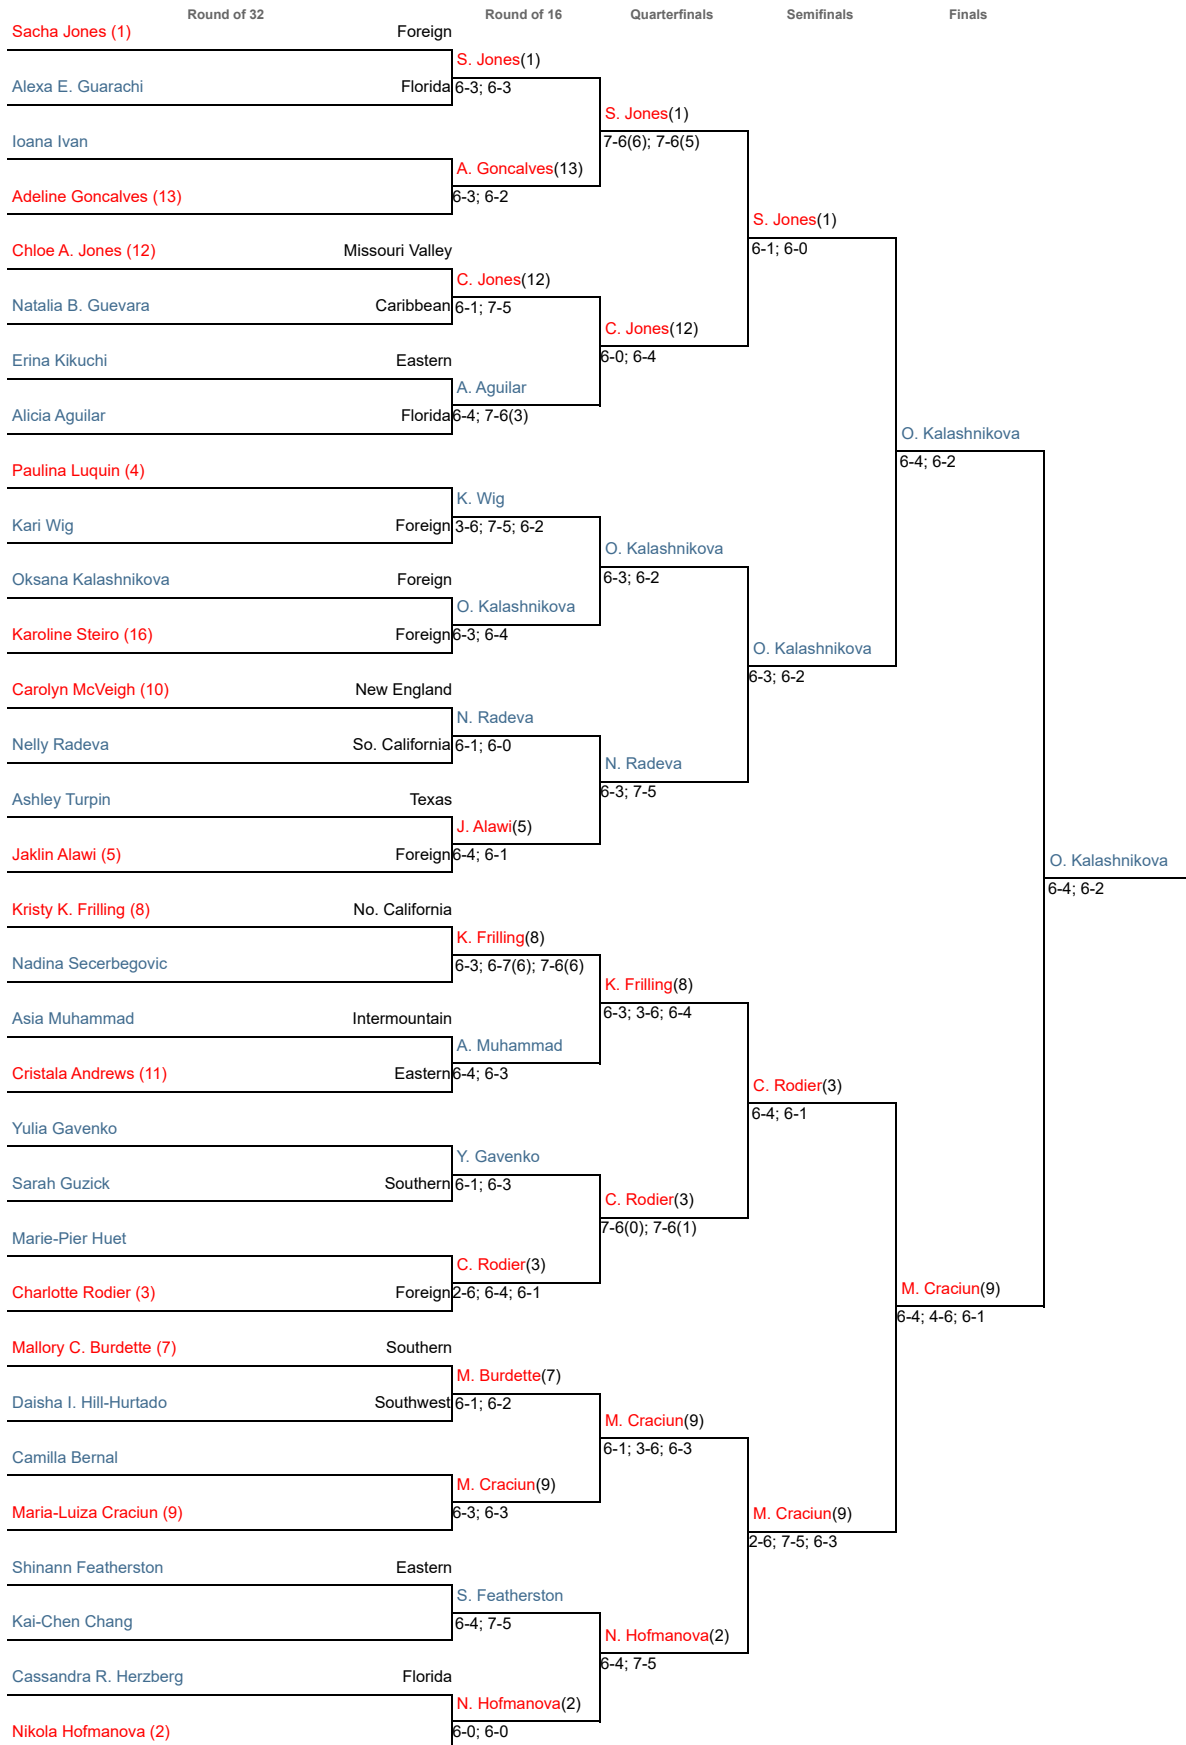 Round of 32 Round of 16 Quarterfinals Semifinals Finals
Sacha Jones (1) Foreign
S. Jones(1)
Alexa E. Guarachi Florida 6-3; 6-3
S. Jones(1)
Ioana Ivan 7-6(6); 7-6(5)
A. Goncalves(13)
Adeline Goncalves (13) 6-3; 6-2
S. Jones(1)
Chloe A. Jones (12) Missouri Valley 6-1; 6-0
C. Jones(12)
Natalia B. Guevara Caribbean 6-1; 7-5
C. Jones(12)
Erina Kikuchi Eastern 6-0; 6-4
A. Aguilar
Alicia Aguilar Florida 6-4; 7-6(3)
O. Kalashnikova
Paulina Luquin (4) 6-4; 6-2
K. Wig
Kari Wig Foreign 3-6; 7-5; 6-2
O. Kalashnikova
Oksana Kalashnikova Foreign 6-3; 6-2
O. Kalashnikova
Karoline Steiro (16) Foreign 6-3; 6-4
O. Kalashnikova
Carolyn McVeigh (10) New England 6-3; 6-2
N. Radeva
Nelly Radeva So. California 6-1; 6-0
N. Radeva
Ashley Turpin Texas 6-3; 7-5
J. Alawi(5)
Jaklin Alawi (5) Foreign 6-4; 6-1
O. Kalashnikova
6-4; 6-2
Kristy K. Frilling (8) No. California
K. Frilling(8)
Nadina Secerbegovic 6-3; 6-7(6); 7-6(6)
K. Frilling(8)
Asia Muhammad Intermountain 6-3; 3-6; 6-4
A. Muhammad
Cristala Andrews (11) Eastern 6-4; 6-3
C. Rodier(3)
Yulia Gavenko 6-4; 6-1
Y. Gavenko
Sarah Guzick Southern 6-1; 6-3
C. Rodier(3)
Marie-Pier Huet 7-6(0); 7-6(1)
C. Rodier(3)
Charlotte Rodier (3) Foreign 2-6; 6-4; 6-1
M. Craciun(9)
6-4; 4-6; 6-1
Mallory C. Burdette (7) Southern
M. Burdette(7)
Daisha I. Hill-Hurtado Southwest 6-1; 6-2
M. Craciun(9)
Camilla Bernal 6-1; 3-6; 6-3
M. Craciun(9)
Maria-Luiza Craciun (9) 6-3; 6-3
M. Craciun(9)
2-6; 7-5; 6-3
Shinann Featherston Eastern
S. Featherston
Kai-Chen Chang 6-4; 7-5
N. Hofmanova(2)
6-4; 7-5
Cassandra R. Herzberg Florida
N. Hofmanova(2)
Nikola Hofmanova (2) 6-0; 6-0